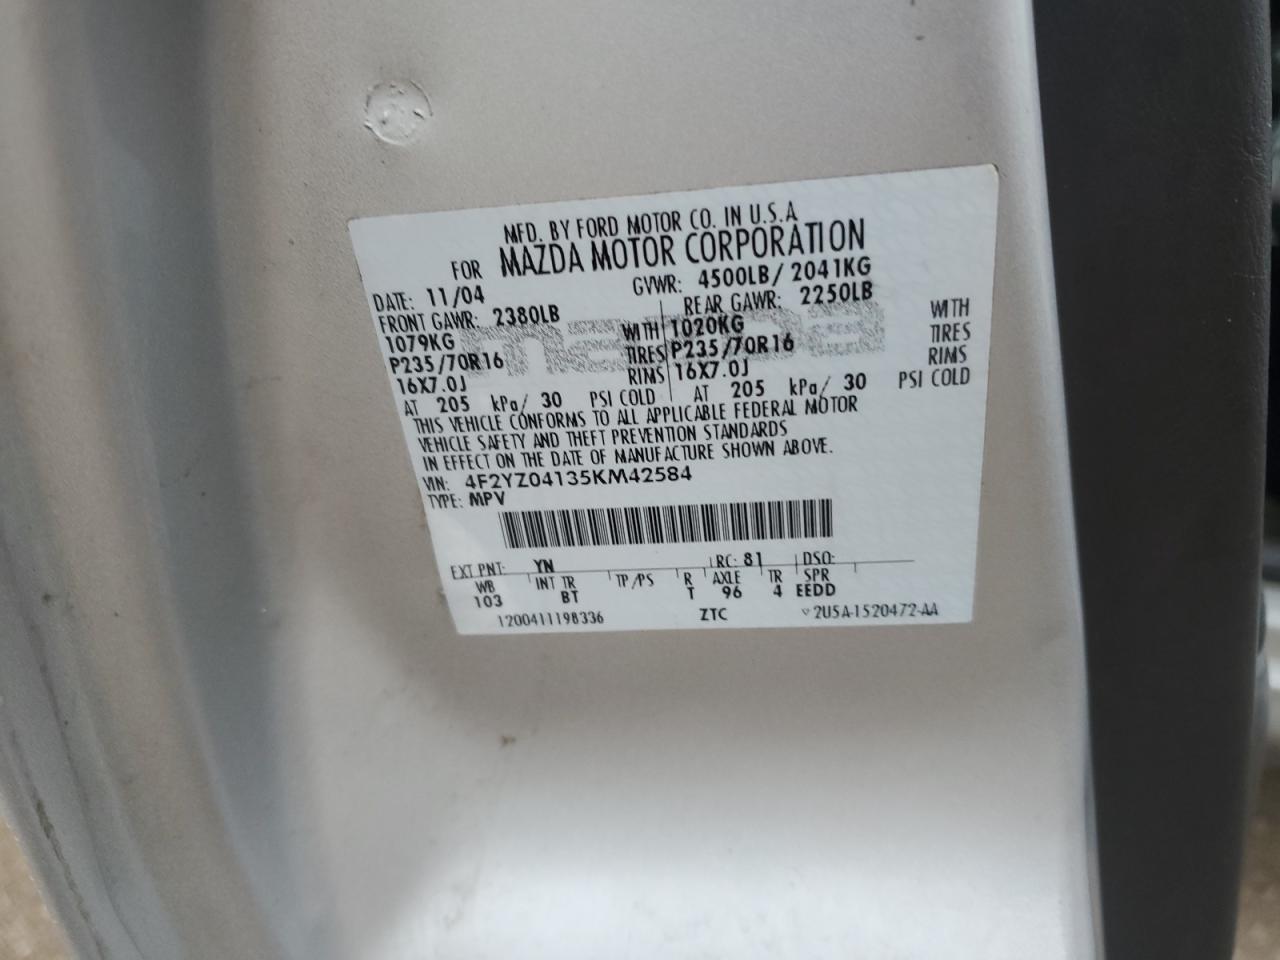 MFD. BY FORD MOTOR CO. IN U.S.A
FOR MAZDA MOTOR CORPORATION
DATE: 11/04 GVWR: 4500LB/ 2041KG
FRONT GAWR: 2380LB REAR GAWR: 2250LB
1079KG WITH 1020KG WITH
P235/70R16 TIRES P235/70R16 TIRES
16X7.0J RIMS 16X7.0J RIMS
AT 205 kPa/ 30 PSI COLD AT 205 kPa/ 30 PSI COLD
mazda
THIS VEHICLE CONFORMS TO ALL APPLICABLE FEDERAL MOTOR
VEHICLE SAFETY AND THEFT PREVENTION STANDARDS
IN EFFECT ON THE DATE OF MANUFACTURE SHOWN ABOVE.
VIN: 4F2YZ04135KM42584
TYPE: MPV
EXT PNT: YN RC: 81 DSO:
WB INT TR TP/PS R AXLE TR SPR
103 BT T 96 4 EEDD
1200411198336 ZTC 2U5A-1520472-AA